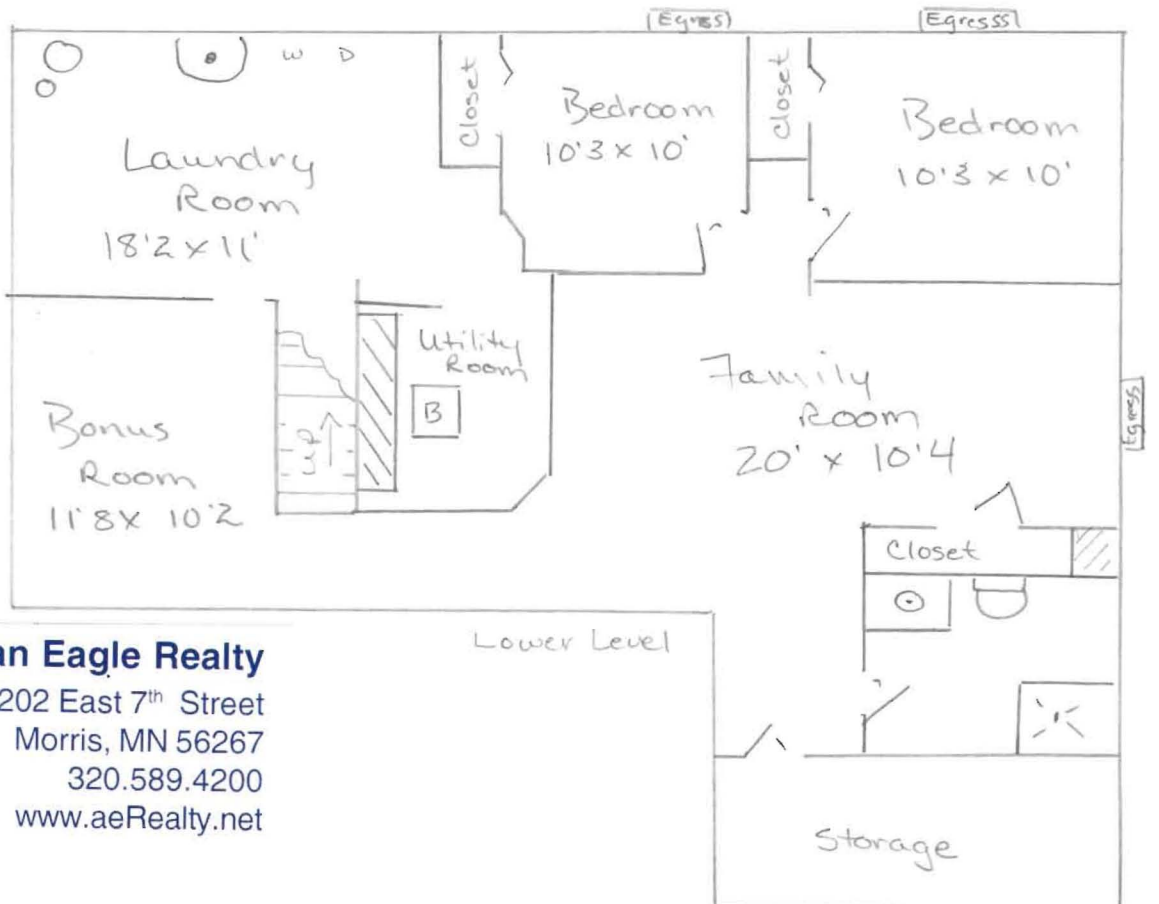 Egress
Egresss
W D
Closet
Bedroom
10'3 x 10'
Closet
Bedroom
10'3 x 10'
Laundry
Room
18'2 x 11'
Utility
Room
B
Family
Room
20' x 10'4
Egress
Bonus
Room
11'8 x 10'2
Closet
Lower Level
an Eagle Realty
202 East 7th Street
Morris, MN 56267
320.589.4200
www.aeRealty.net
Storage